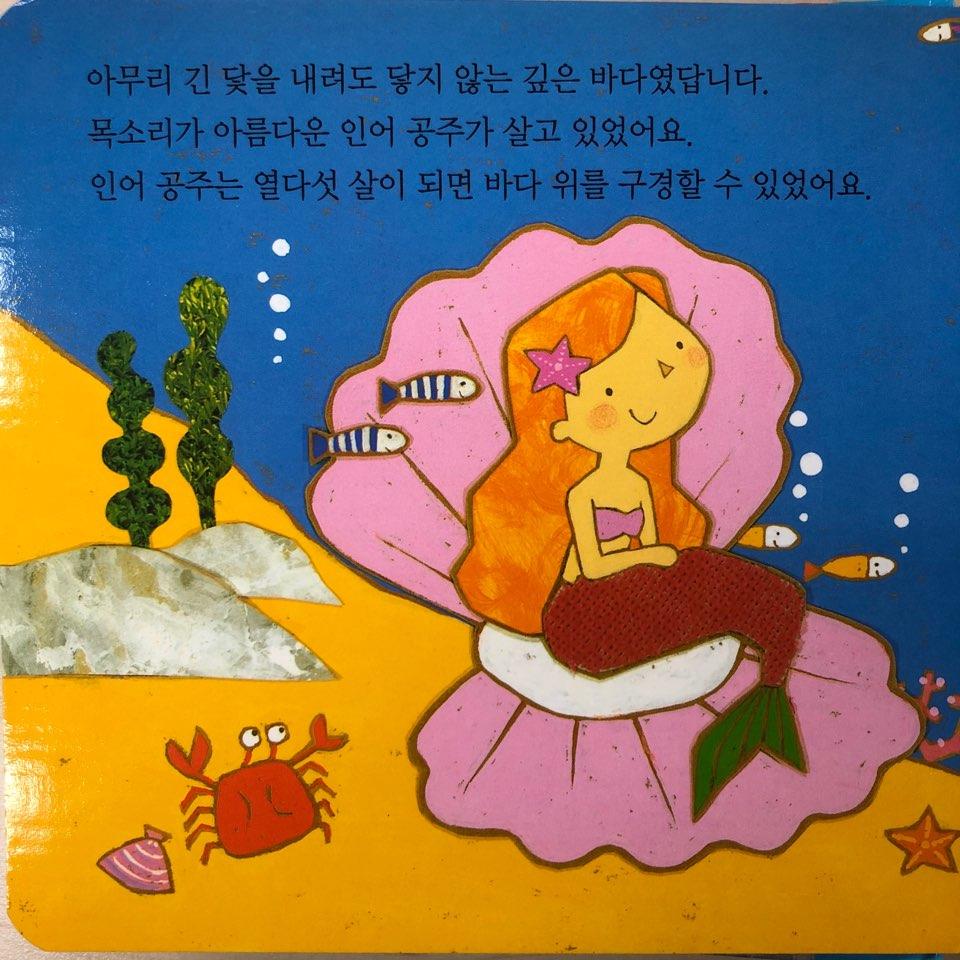 아무리 긴 닻을 내려도 닿지 않는 깊은 바다였답니다.
목소리가 아름다운 인어 공주가 살고 있었어요.
인어 공주는 열다섯 살이 되면 바다 위를 구경할 수 있었어요.